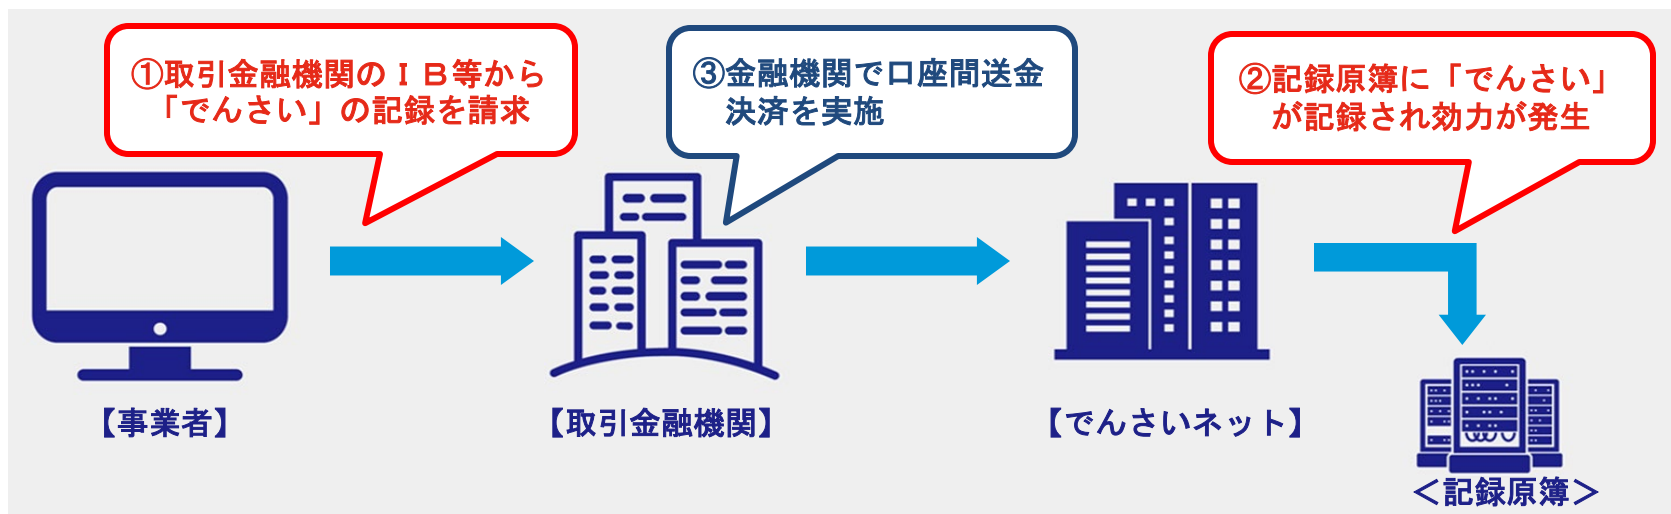 ①取引金融機関のＩＢ等から
「でんさい」の記録を請求
③金融機関で口座間送金
決済を実施
②記録原簿に「でんさい」
が記録され効力が発生
【事業者】
【取引金融機関】
【でんさいネット】
＜記録原簿＞